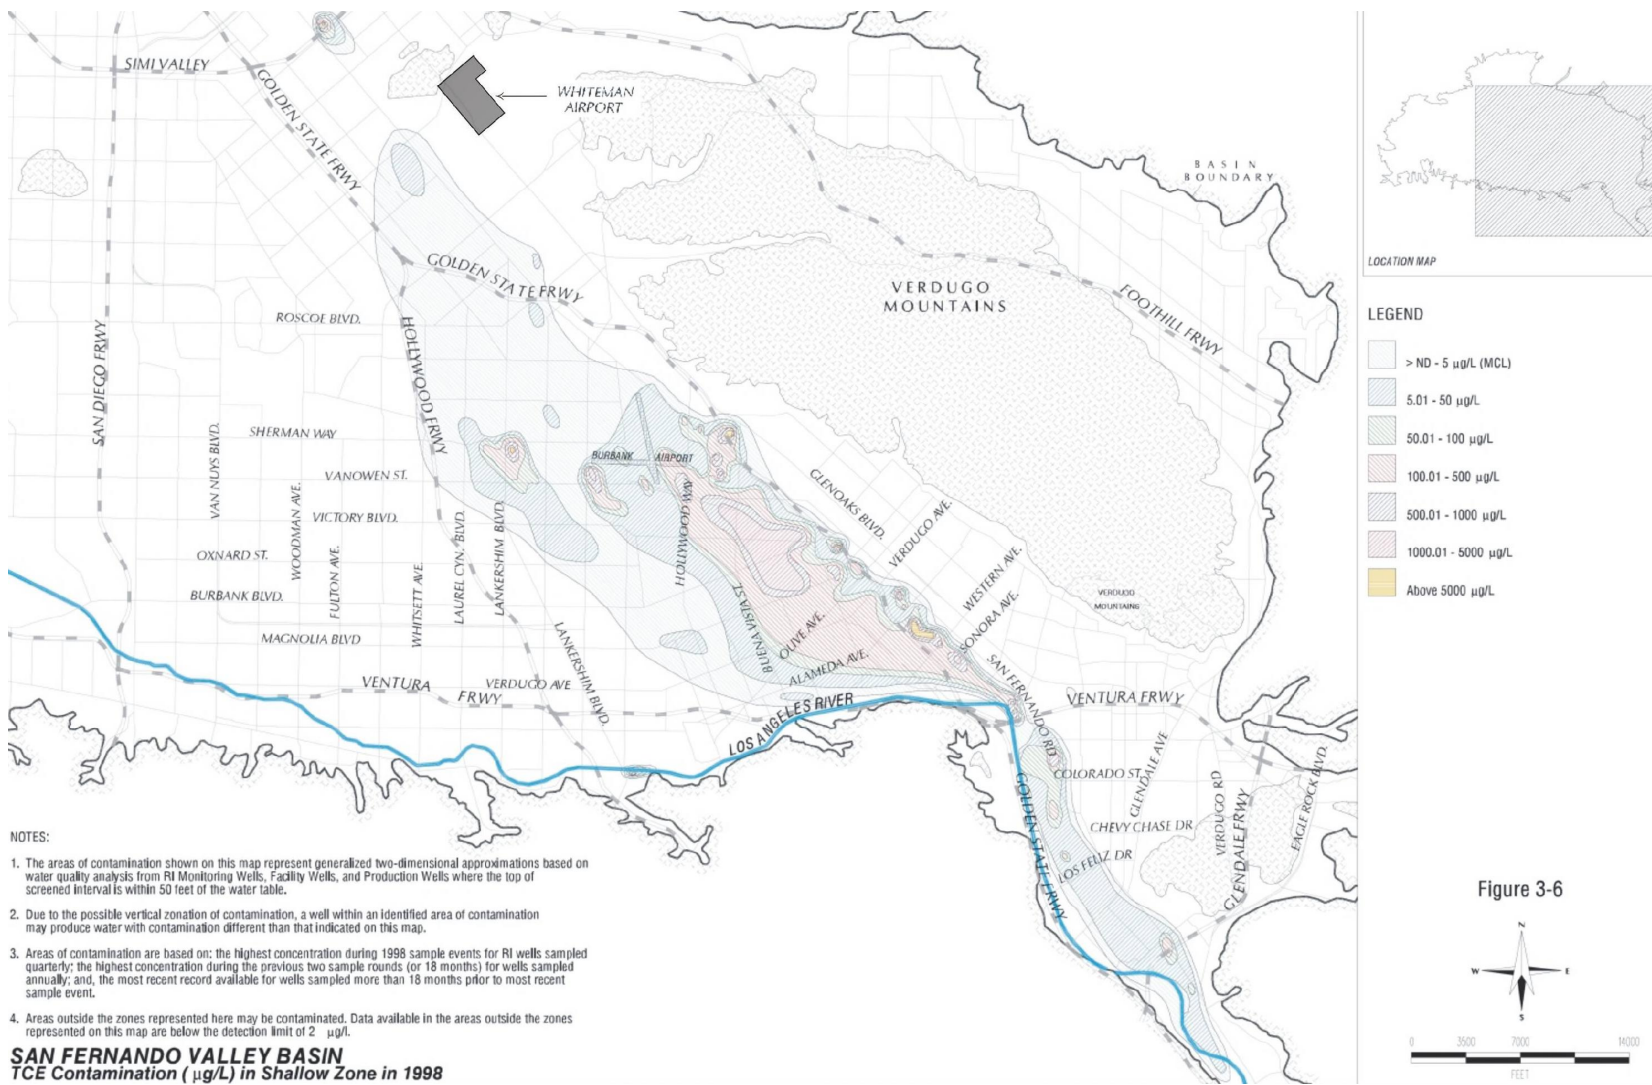 SIMI VALLEY
GOLDEN STATE FRWY
WHITEMAN
AIRPORT
BASIN
BOUNDARY
LOCATION MAP
GOLDEN STATE FRWY
VERDUGO
MOUNTAINS
FOOTHILL FRWY
ROSCOE BLVD.
SAN DIEGO FRWY
HOLLYWOOD FRWY
VAN NUYS BLVD.
SHERMAN WAY
BURBANK AIRPORT
VANOWEN ST.
WOODMAN AVE.
VICTORY BLVD.
HOLLYWOOD WAY
GLENOAKS BLVD.
VERDUGO AVE.
OXNARD ST.
FULTON AVE.
WHITSETT AVE.
LAUREL CYN. BLVD.
LANKERSHIM BLVD.
WESTERN AVE.
SONORA AVE.
VERDUGO
MOUNTAINS
BURBANK BLVD.
MAGNOLIA BLVD
LANKERSHIM BLVD.
BUENA VISTA ST.
OLIVE AVE.
ALAMEDA AVE.
SAN FERNANDO RD
VENTURA
FRWY
VERDUGO AVE
LOS ANGELES RIVER
VENTURA FRWY
COLORADO ST.
GLENDALE AVE
VERDUGO RD
GLENDALE FRWY
EAGLE ROCK BLVD.
CHEVY CHASE DR
LOS FELIZ DR
GOLDEN STATE FRWY
LEGEND
> ND - 5 µg/L (MCL)
5.01 - 50 µg/L
50.01 - 100 µg/L
100.01 - 500 µg/L
500.01 - 1000 µg/L
1000.01 - 5000 µg/L
Above 5000 µg/L
Figure 3-6
N
W E
S
0 3500 7000 14000
FEET
NOTES:
1. The areas of contamination shown on this map represent generalized two-dimensional approximations based on
water quality analysis from RI Monitoring Wells, Facility Wells, and Production Wells where the top of
screened interval is within 50 feet of the water table.
2. Due to the possible vertical zonation of contamination, a well within an identified area of contamination
may produce water with contamination different than that indicated on this map.
3. Areas of contamination are based on: the highest concentration during 1998 sample events for RI wells sampled
quarterly; the highest concentration during the previous two sample rounds (or 18 months) for wells sampled
annually; and, the most recent record available for wells sampled more than 18 months prior to most recent
sample event.
4. Areas outside the zones represented here may be contaminated. Data available in the areas outside the zones
represented on this map are below the detection limit of 2 µg/l.
SAN FERNANDO VALLEY BASIN
TCE Contamination ( µg/L) in Shallow Zone in 1998